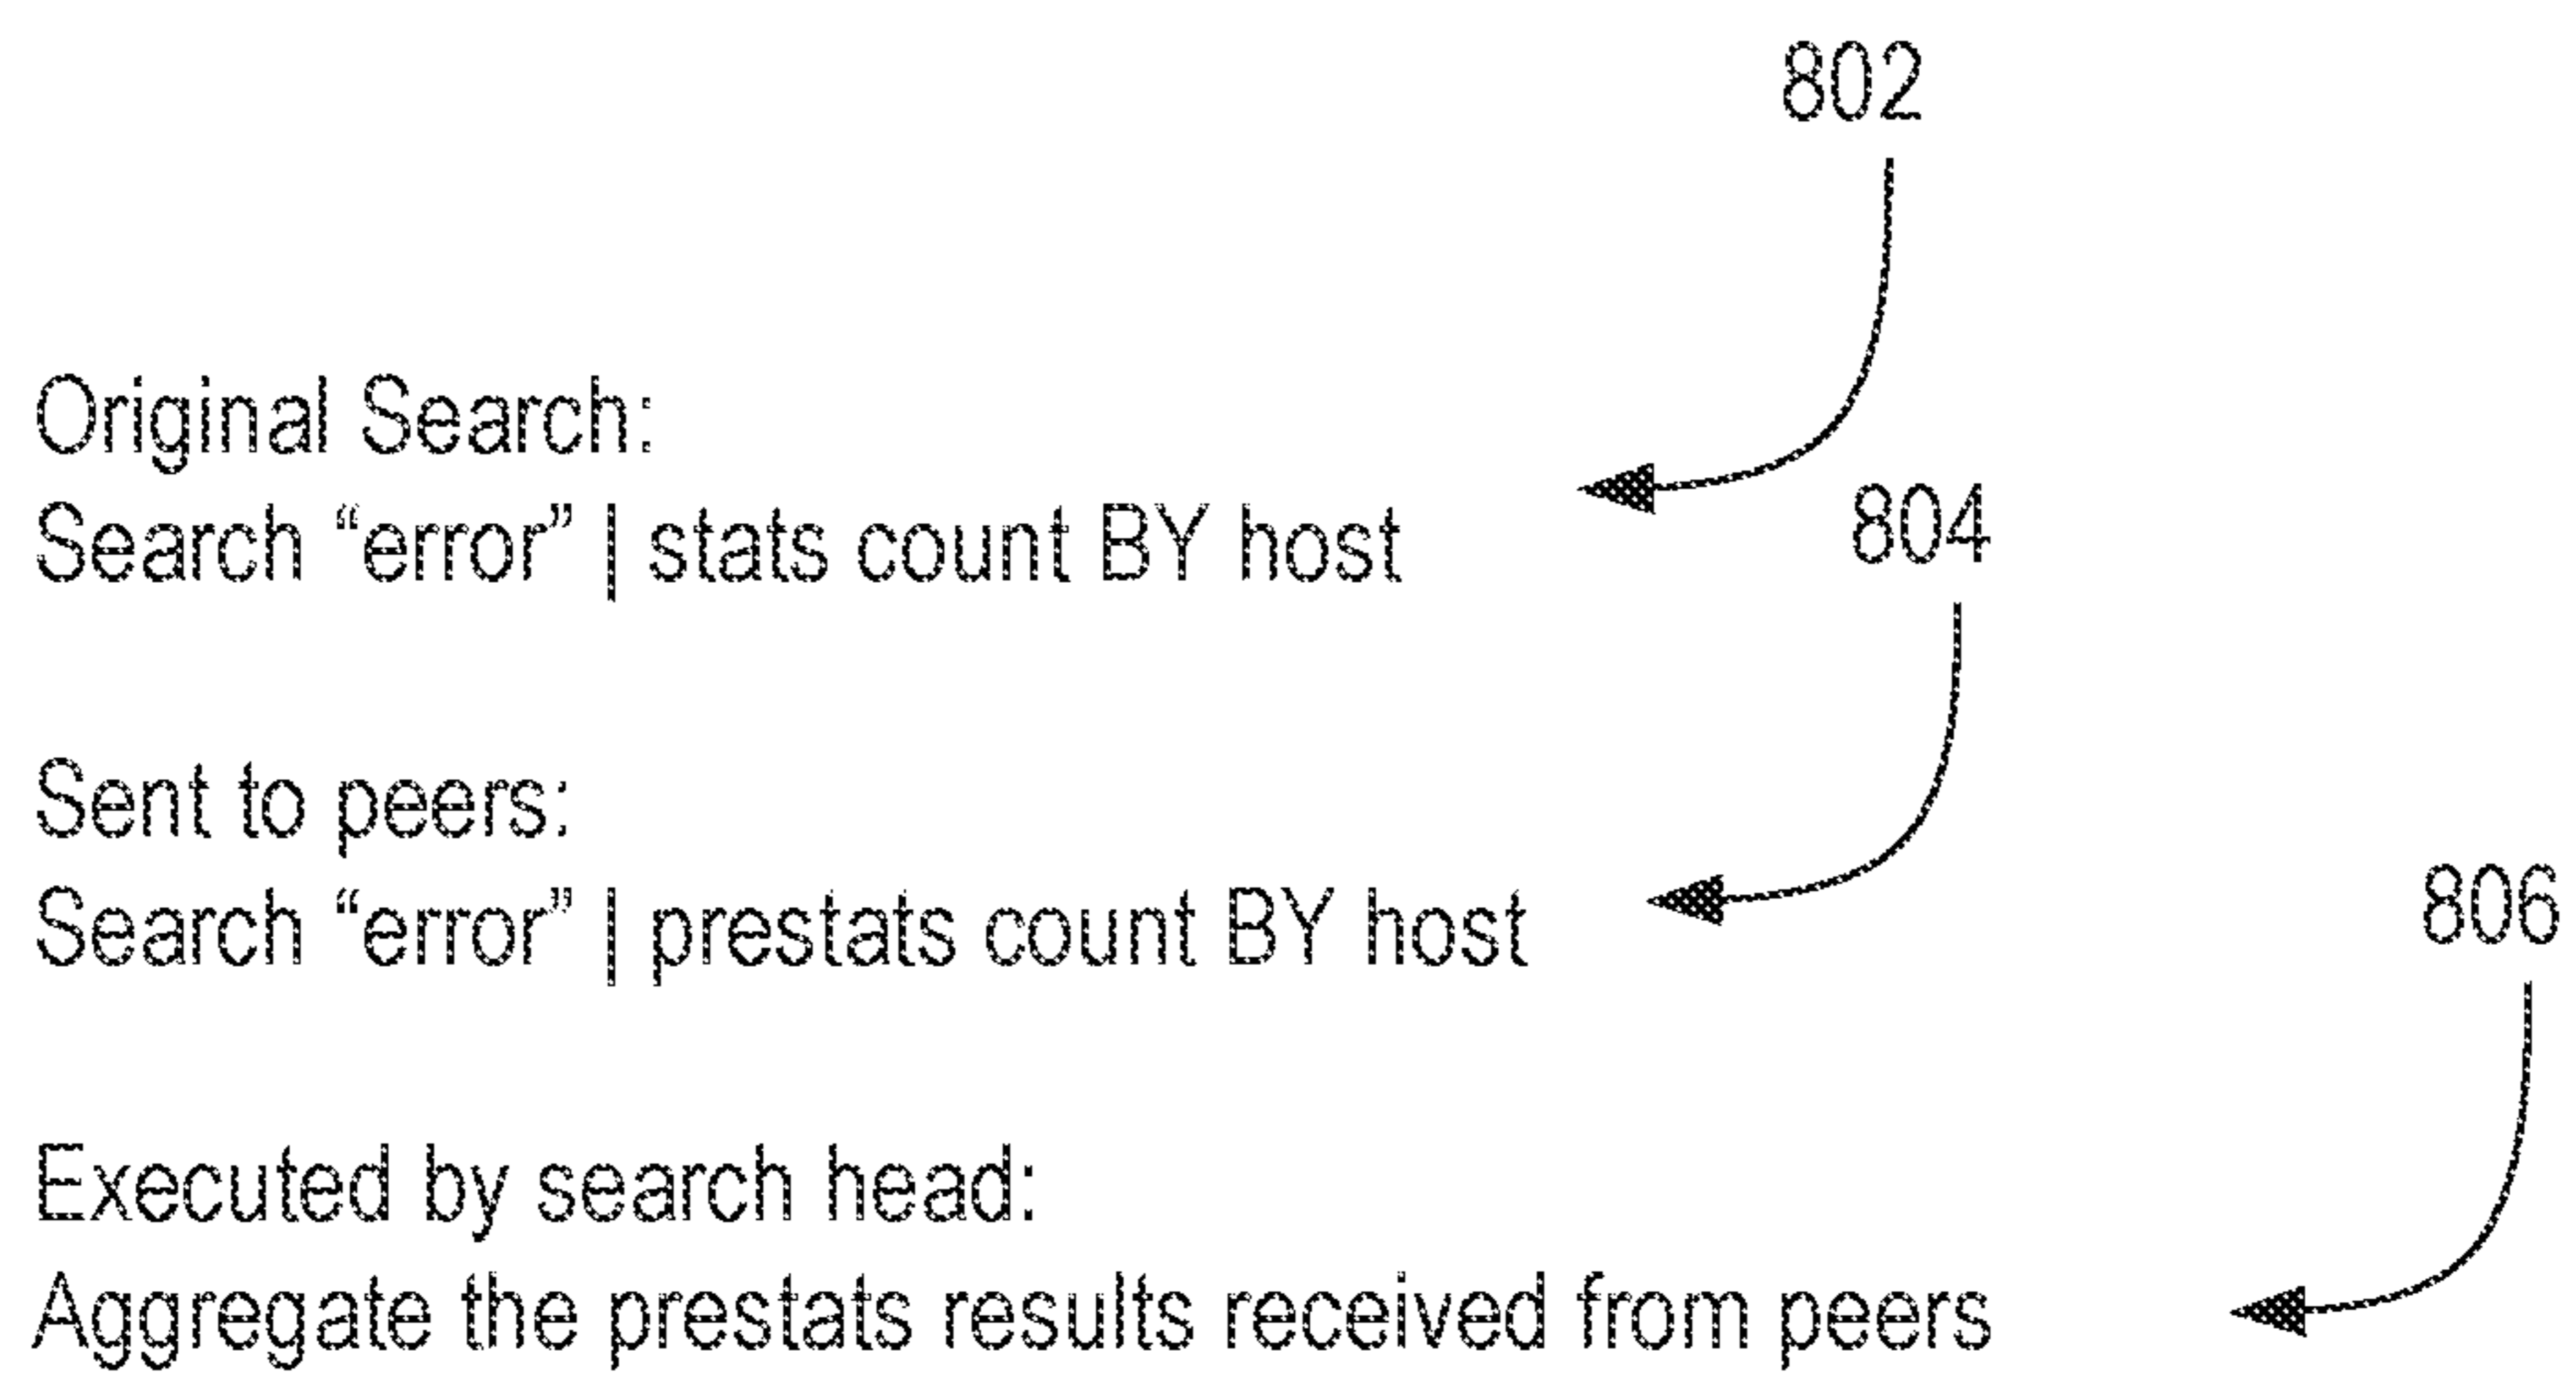 802
Original Search:
Search “error” | stats count BY host
804
Sent to peers:
Search “error” | prestats count BY host
806
Executed by search head:
Aggregate the prestats results received from peers